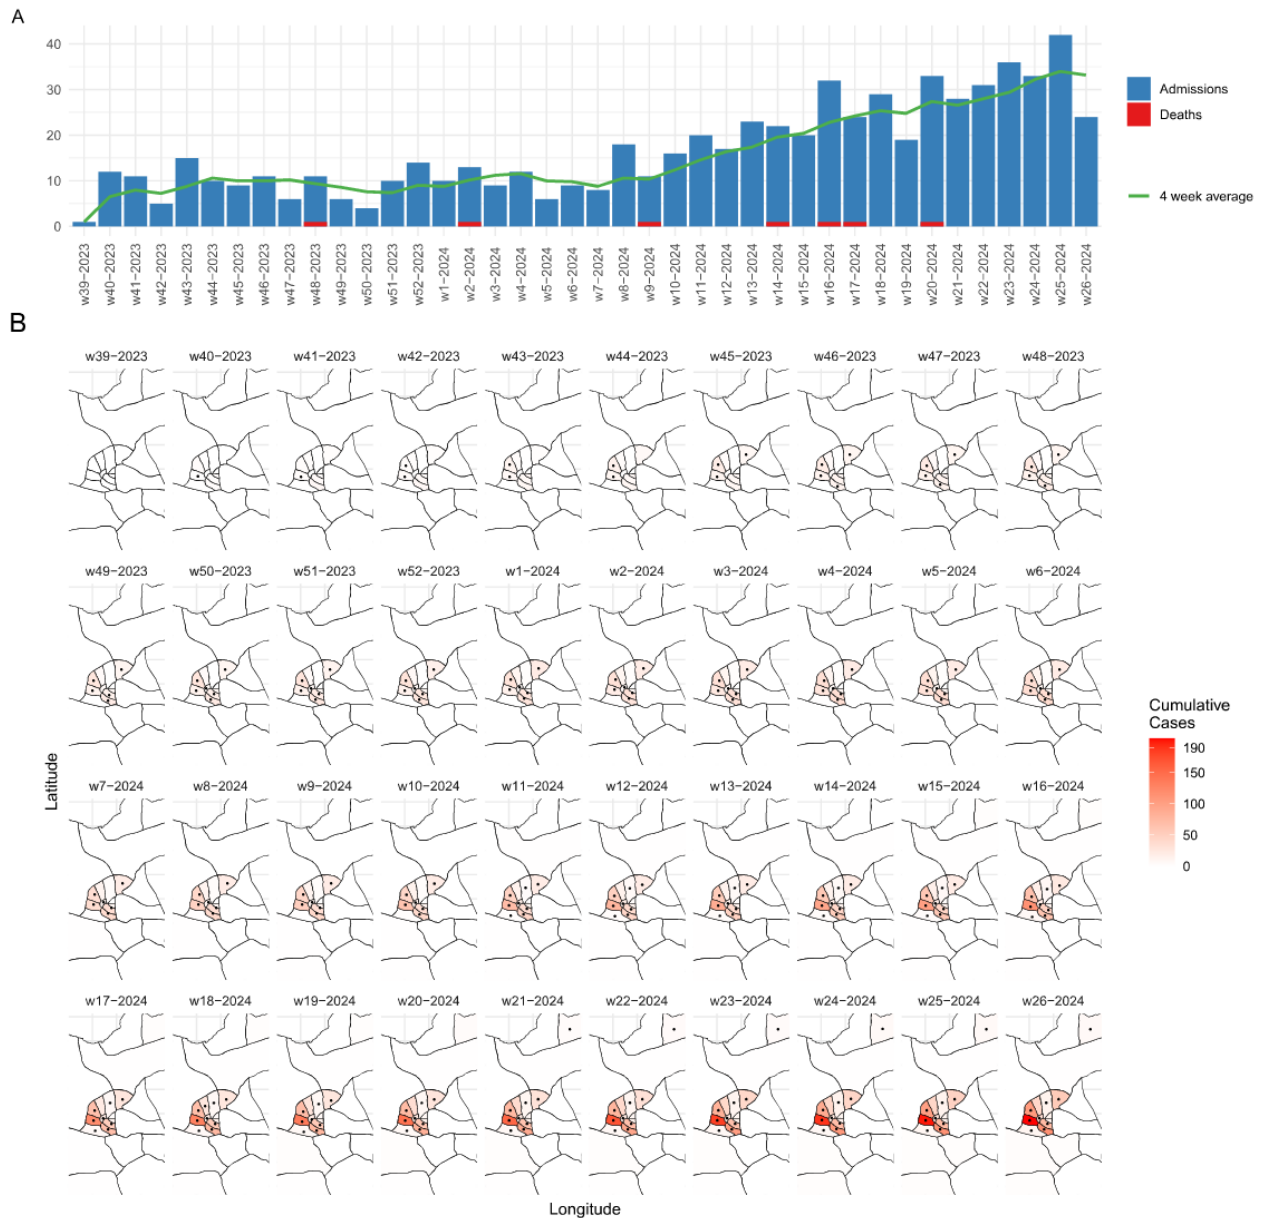 A
40
30
20
10
0
w39−2023 w40−2023 w41−2023 w42−2023 w43−2023 w44−2023 w45−2023 w46−2023 w47−2023 w48−2023 w49−2023 w50−2023 w51−2023 w52−2023 w1−2024 w2−2024 w3−2024 w4−2024 w5−2024 w6−2024 w7−2024 w8−2024 w9−2024 w10−2024 w11−2024 w12−2024 w13−2024 w14−2024 w15−2024 w16−2024 w17−2024 w18−2024 w19−2024 w20−2024 w21−2024 w22−2024 w23−2024 w24−2024 w25−2024 w26−2024
Admissions
Deaths
4 week average
B
w39−2023 w40−2023 w41−2023 w42−2023 w43−2023 w44−2023 w45−2023 w46−2023 w47−2023 w48−2023
w49−2023 w50−2023 w51−2023 w52−2023 w1−2024 w2−2024 w3−2024 w4−2024 w5−2024 w6−2024
w7−2024 w8−2024 w9−2024 w10−2024 w11−2024 w12−2024 w13−2024 w14−2024 w15−2024 w16−2024
w17−2024 w18−2024 w19−2024 w20−2024 w21−2024 w22−2024 w23−2024 w24−2024 w25−2024 w26−2024
Latitude
Longitude
Cumulative
Cases
190
150
100
50
0